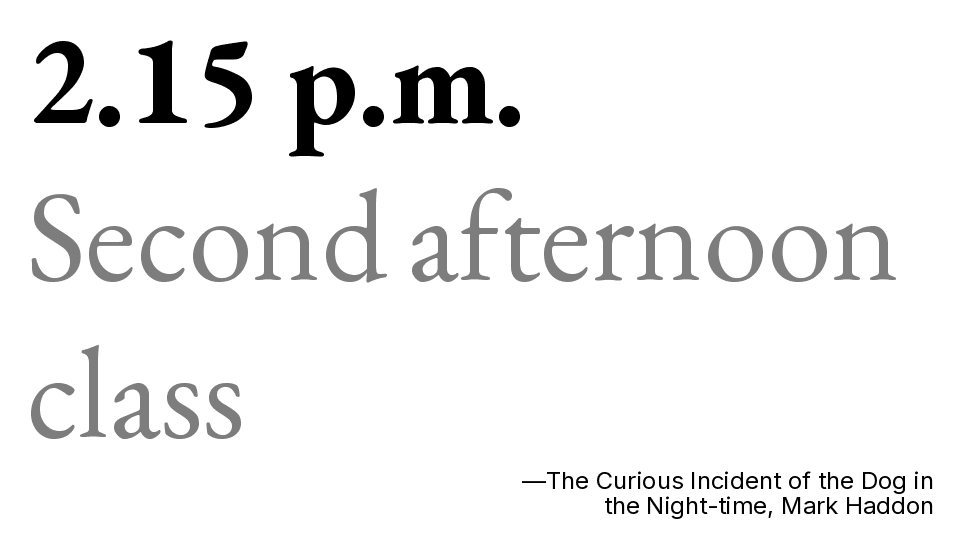 2.15 p.m.
Second afternoon
class
—The Curious Incident of the Dog in
the Night-time, Mark Haddon